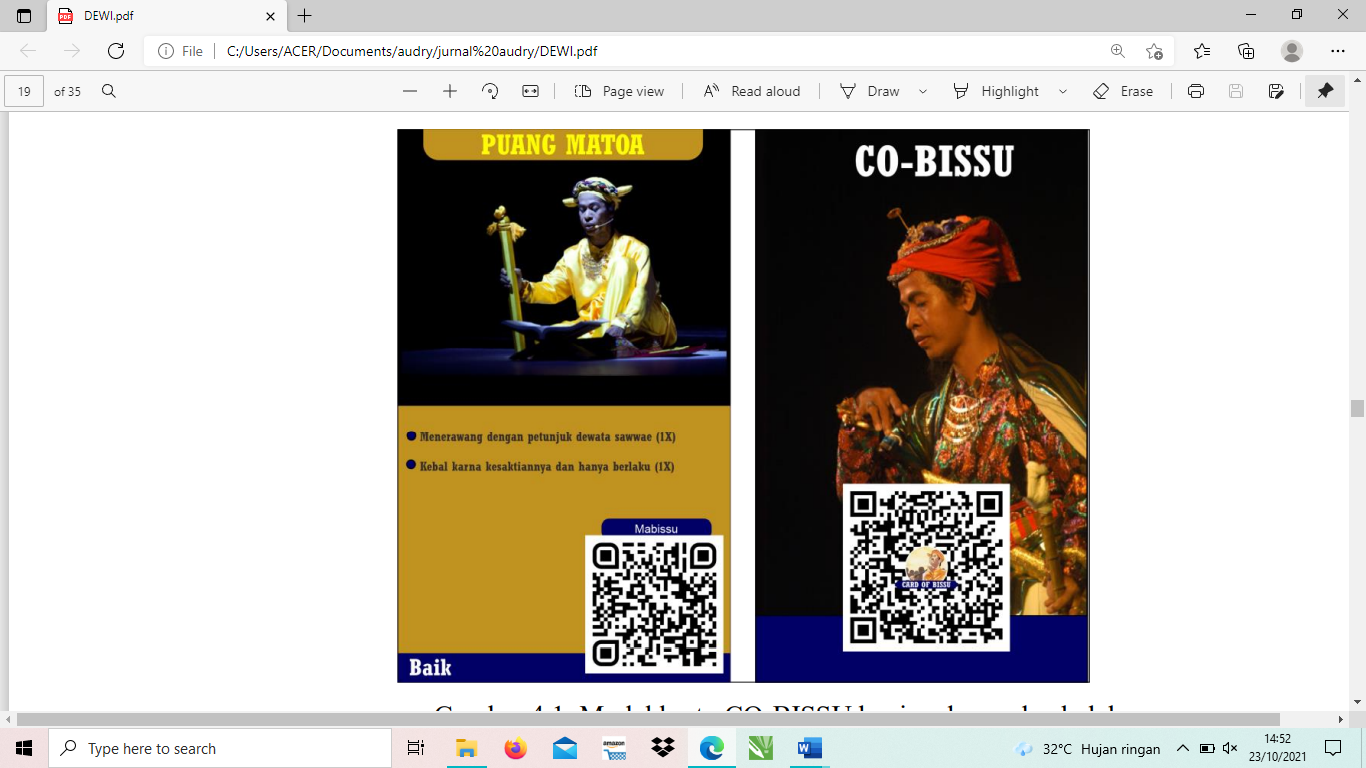 DEWI.pdf
File
C:/Users/ACER/Documents/audry/jurnal%20audry/DEWI.pdf
19 of 35
Page view
Read aloud
Draw
Highlight
Erase
PUANG MATOA
Menerawang dengan petunjuk dewata sawwae (1X)
Kebal karna kesaktiannya dan hanya berlaku (1X)
Mabissu
Baik
CO-BISSU
CARD OF BISSU
Type here to search
amazon
32°C Hujan ringan
14:52
23/10/2021